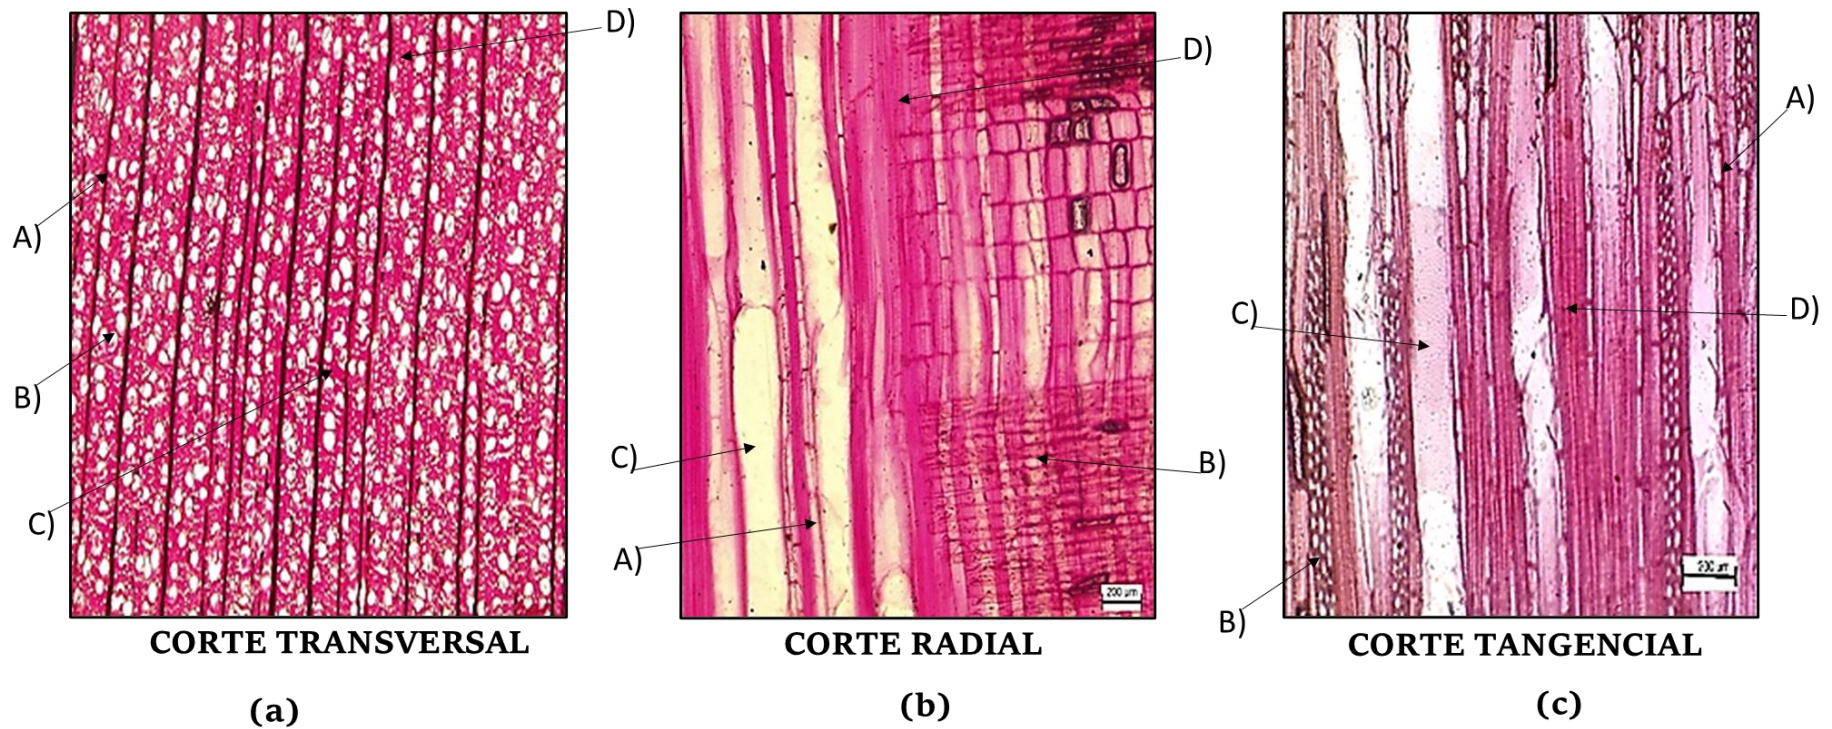 D)
A)
B)
C)
D)
C)
B)
A)
200 µm
A)
C)
D)
B)
200 µm
CORTE TRANSVERSAL
CORTE RADIAL
CORTE TANGENCIAL
(a)
(b)
(c)